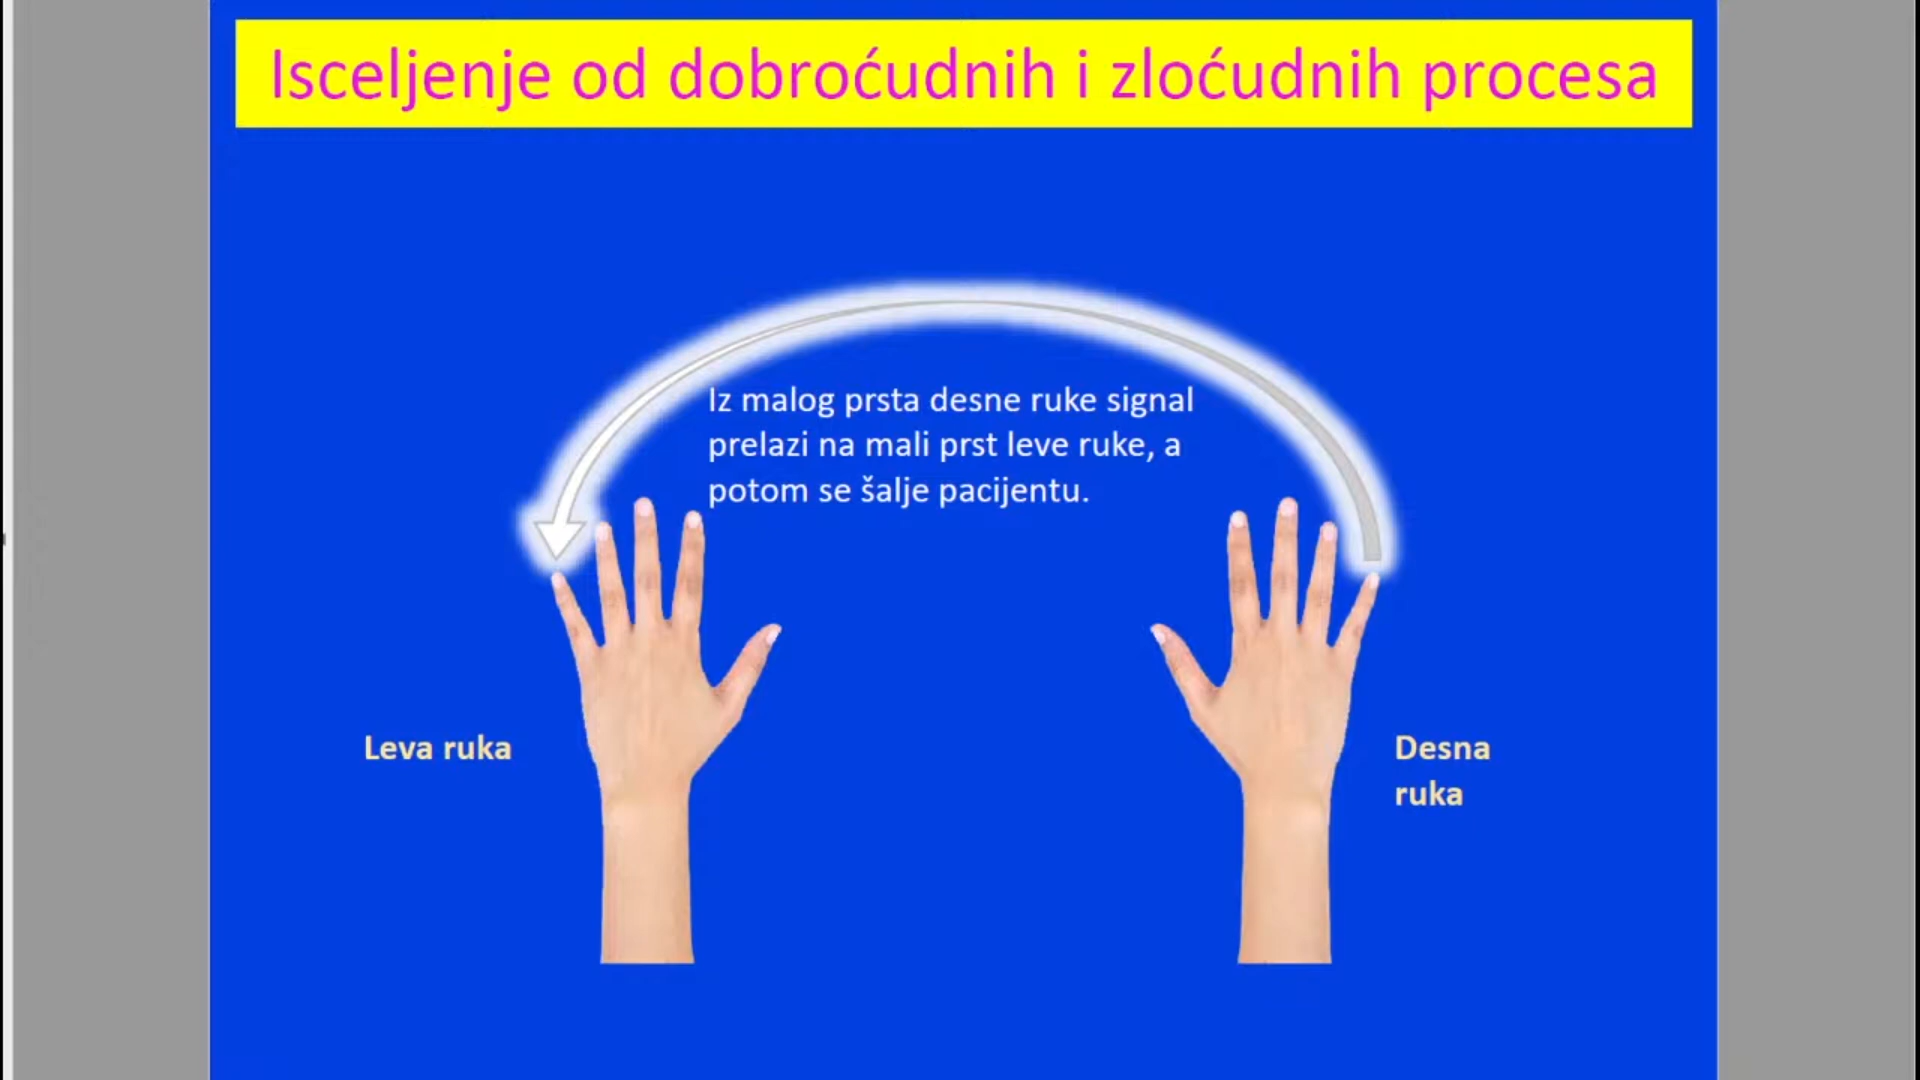 Isceljenje od dobroćudnih i zloćudnih procesa
Iz malog prsta desne ruke signal
prelazi na mali prst leve ruke, a
potom se šalje pacijentu.
Leva ruka
Desna
ruka